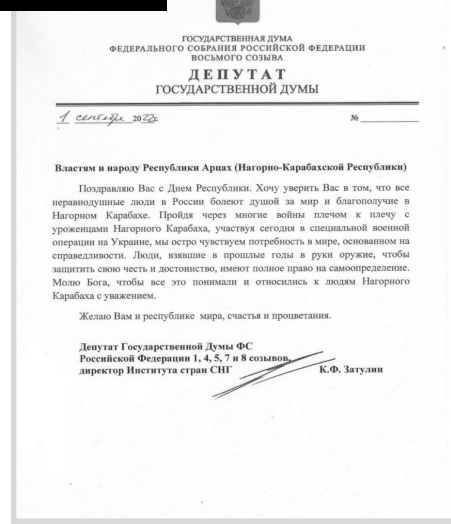 ГОСУДАРСТВЕННАЯ ДУМА
ФЕДЕРАЛЬНОГО СОБРАНИЯ РОССИЙСКОЙ ФЕДЕРАЦИИ
ВОСЬМОГО СОЗЫВА
ДЕПУТАТ
ГОСУДАРСТВЕННОЙ ДУМЫ
1 сентября 2022г. №
Властям и народу Республики Арцах (Нагорно-Карабахской Республики)
Поздравляю Вас с Днем Республики. Хочу уверить Вас в том, что все
неравнодушные люди в России болеют душой за мир и благополучие в
Нагорном Карабахе. Пройдя через многие войны плечом к плечу с
уроженцами Нагорного Карабаха, участвуя сегодня в специальной военной
операции на Украине, мы остро чувствуем потребность в мире, основанном на
справедливости. Люди, взявшие в прошлые годы в руки оружие, чтобы
защитить свою честь и достоинство, имеют полное право на самоопределение.
Молю Бога, чтобы все это понимали и относились к людям Нагорного
Карабаха с уважением.
Желаю Вам и республике мира, счастья и процветания.
Депутат Государственной Думы ФС
Российской Федерации 1, 4, 5, 7 и 8 созывов,
директор Института стран СНГ К.Ф. Затулин